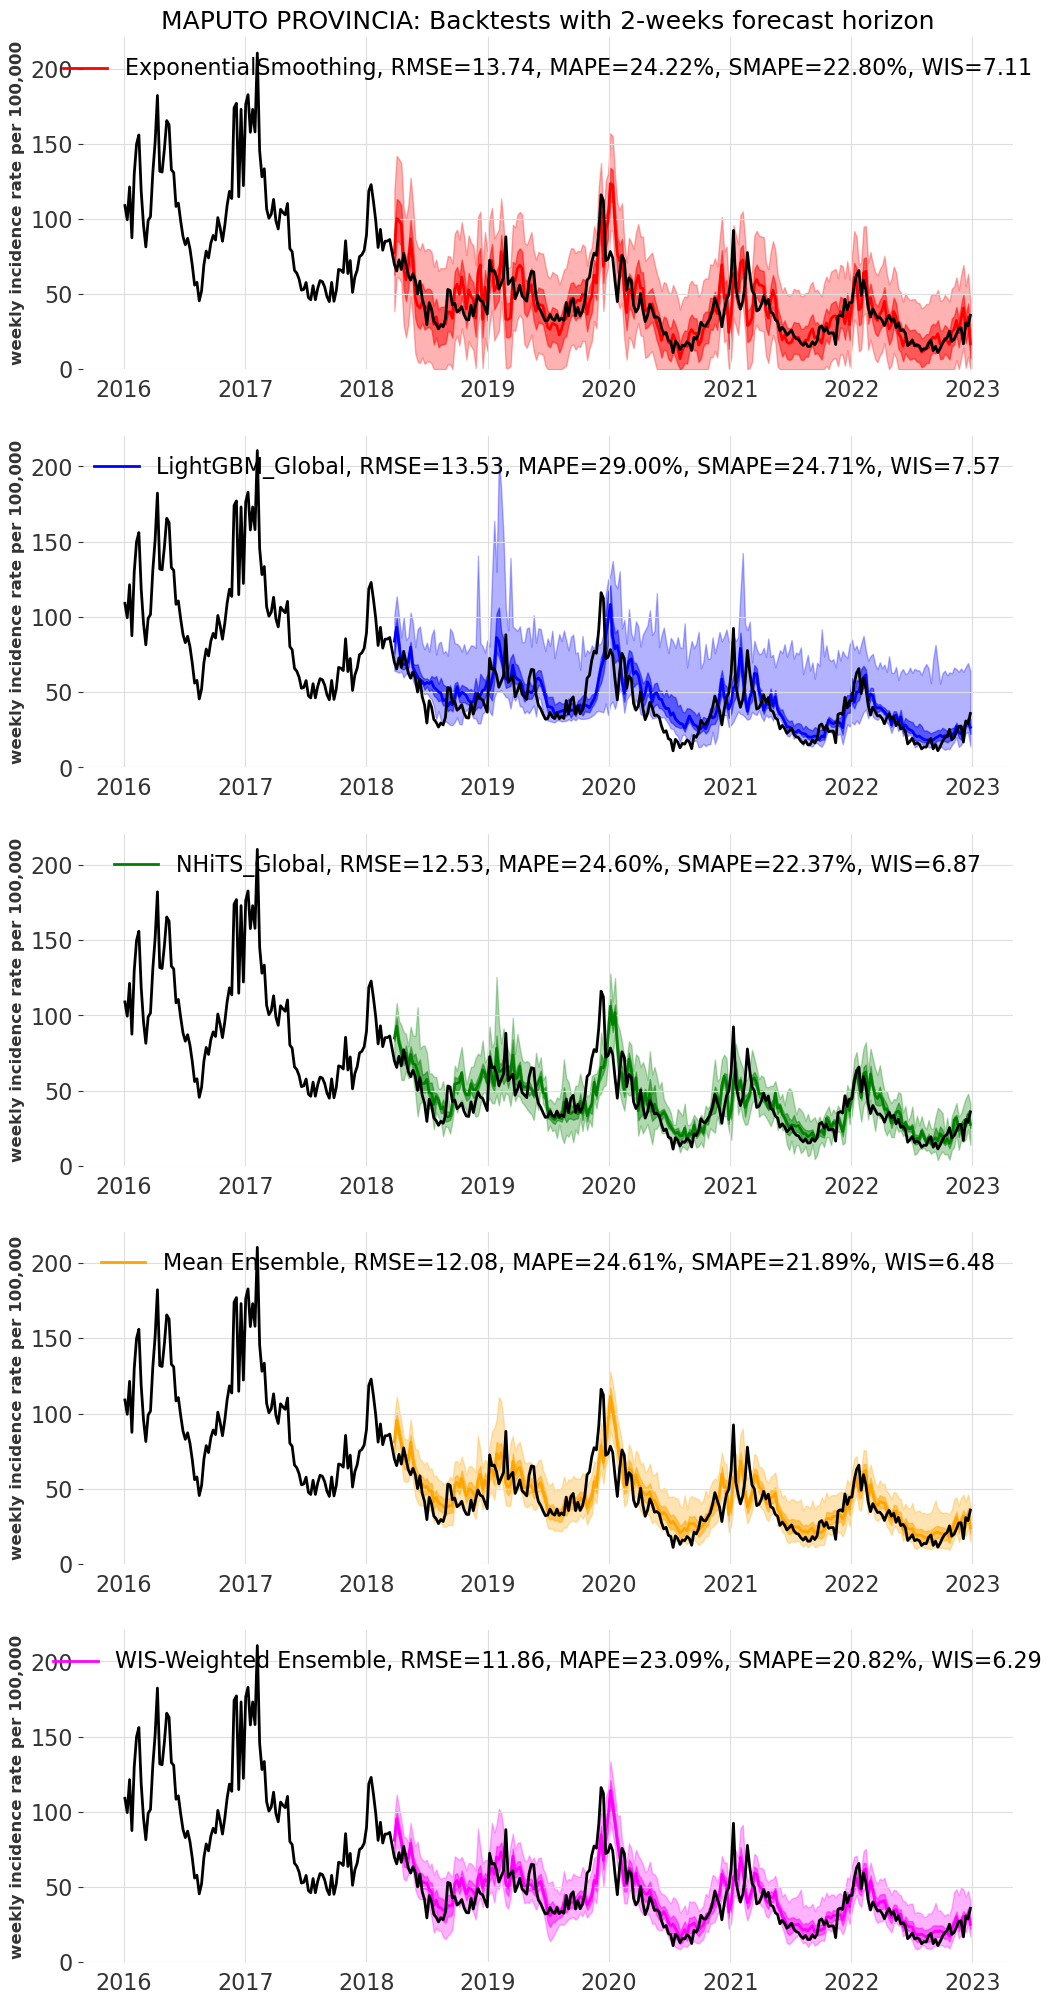 MAPUTO PROVINCIA: Backtests with 2-weeks forecast horizon
weekly incidence rate per 100,000
ExponentialSmoothing, RMSE=13.74, MAPE=24.22%, SMAPE=22.80%, WIS=7.11
200
150
100
50
0
2016 2017 2018 2019 2020 2021 2022 2023
weekly incidence rate per 100,000
LightGBM_Global, RMSE=13.53, MAPE=29.00%, SMAPE=24.71%, WIS=7.57
200
150
100
50
0
2016 2017 2018 2019 2020 2021 2022 2023
weekly incidence rate per 100,000
NHiTS_Global, RMSE=12.53, MAPE=24.60%, SMAPE=22.37%, WIS=6.87
200
150
100
50
0
2016 2017 2018 2019 2020 2021 2022 2023
weekly incidence rate per 100,000
Mean Ensemble, RMSE=12.08, MAPE=24.61%, SMAPE=21.89%, WIS=6.48
200
150
100
50
0
2016 2017 2018 2019 2020 2021 2022 2023
weekly incidence rate per 100,000
WIS-Weighted Ensemble, RMSE=11.86, MAPE=23.09%, SMAPE=20.82%, WIS=6.29
200
150
100
50
0
2016 2017 2018 2019 2020 2021 2022 2023